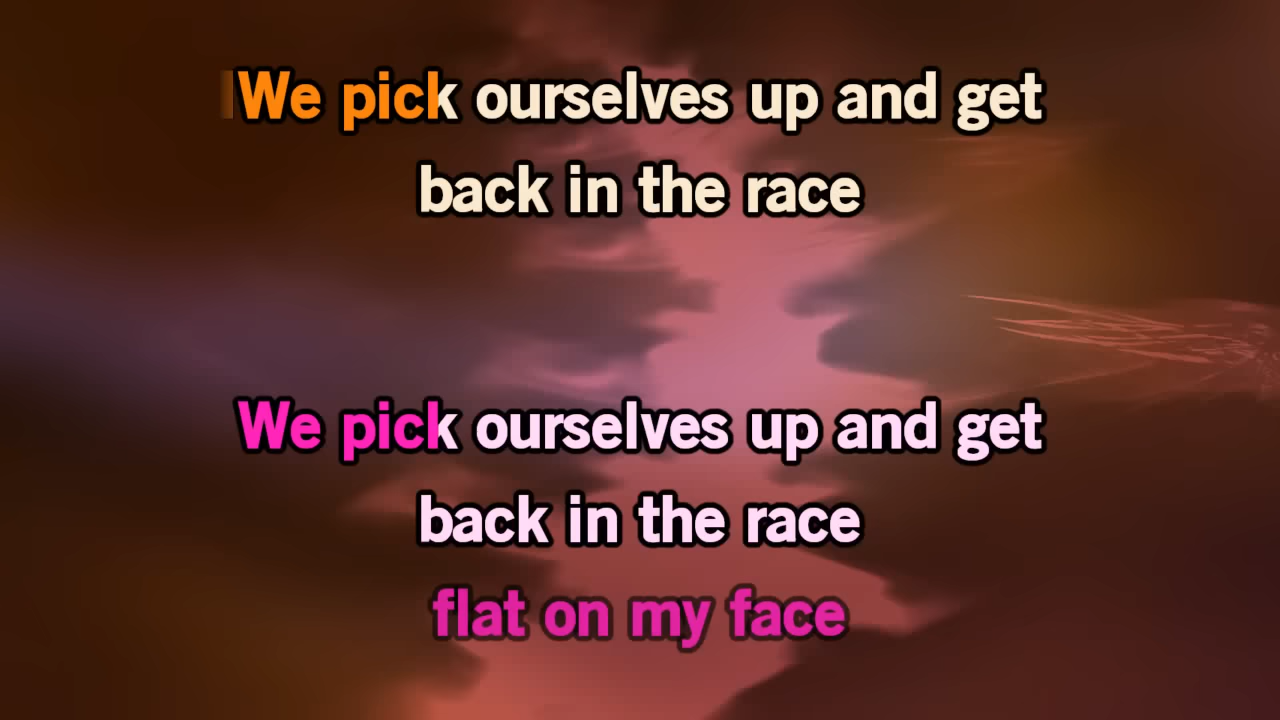 We pick ourselves up and get
back in the race
We pick ourselves up and get
back in the race
flat on my face